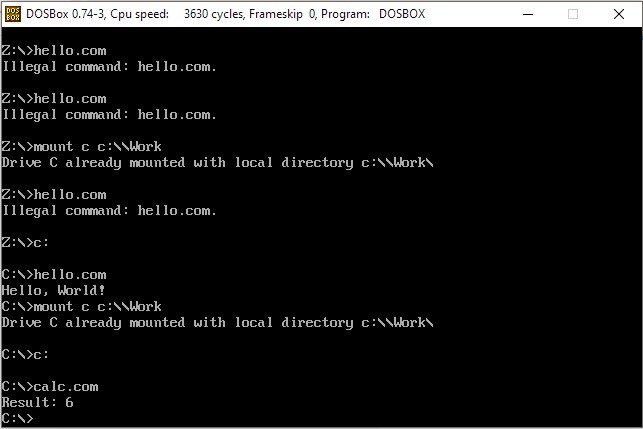 DOS
BOX
DOSBox 0.74-3, Cpu speed: 3630 cycles, Frameskip 0, Program: DOSBOX
Z:\>hello.com
Illegal command: hello.com.
Z:\>hello.com
Illegal command: hello.com.
Z:\>mount c c:\\Work
Drive C already mounted with local directory c:\\Work\
Z:\>hello.com
Illegal command: hello.com.
Z:\>c:
C:\>hello.com
Hello, World!
C:\>mount c c:\\Work
Drive C already mounted with local directory c:\\Work\
C:\>c:
C:\>calc.com
Result: 6
C:\>